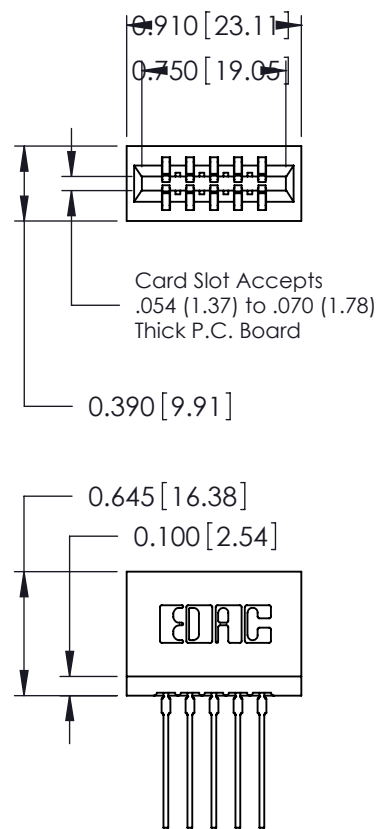 0.910 [23.11]
0.750 [19.05]
Card Slot Accepts
.054 (1.37) to .070 (1.78)
Thick P.C. Board
0.390 [9.91]
0.645 [16.38]
0.100 [2.54]
EDAC